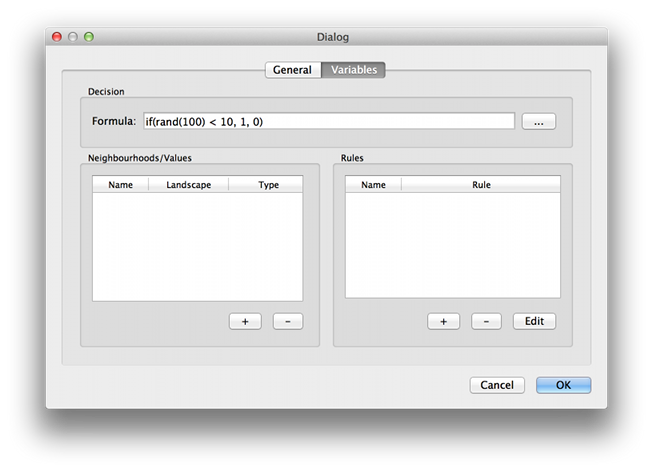 Dialog
General Variables
Decision
Formula: if(rand(100) < 10, 1, 0) ...
Neighbourhoods/Values
Name Landscape Type
+ -
Rules
Name Rule
+ - Edit
Cancel OK